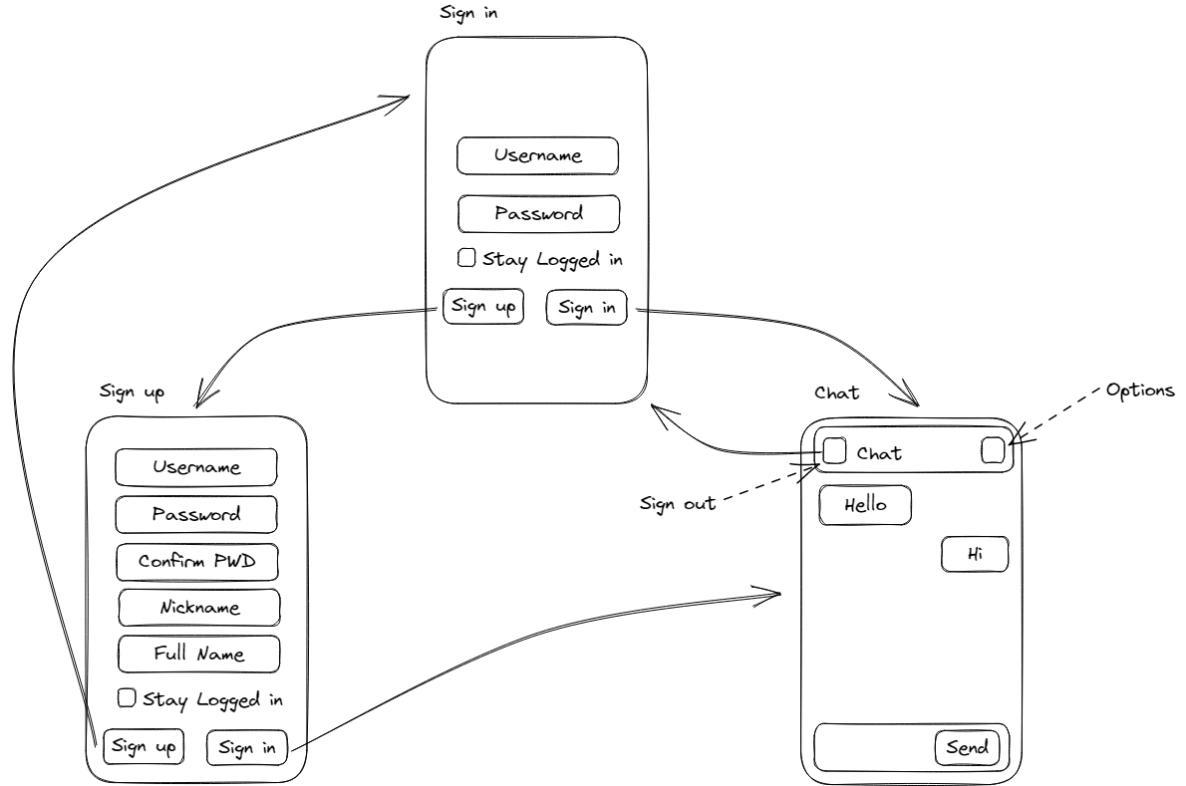 Sign in
Username
Password
Stay Logged in
Sign up
Sign in
Sign up
Username
Password
Confirm PWD
Nickname
Full Name
Stay Logged in
Sign up
Sign in
Chat
Options
Chat
Sign out
Hello
Hi
Send